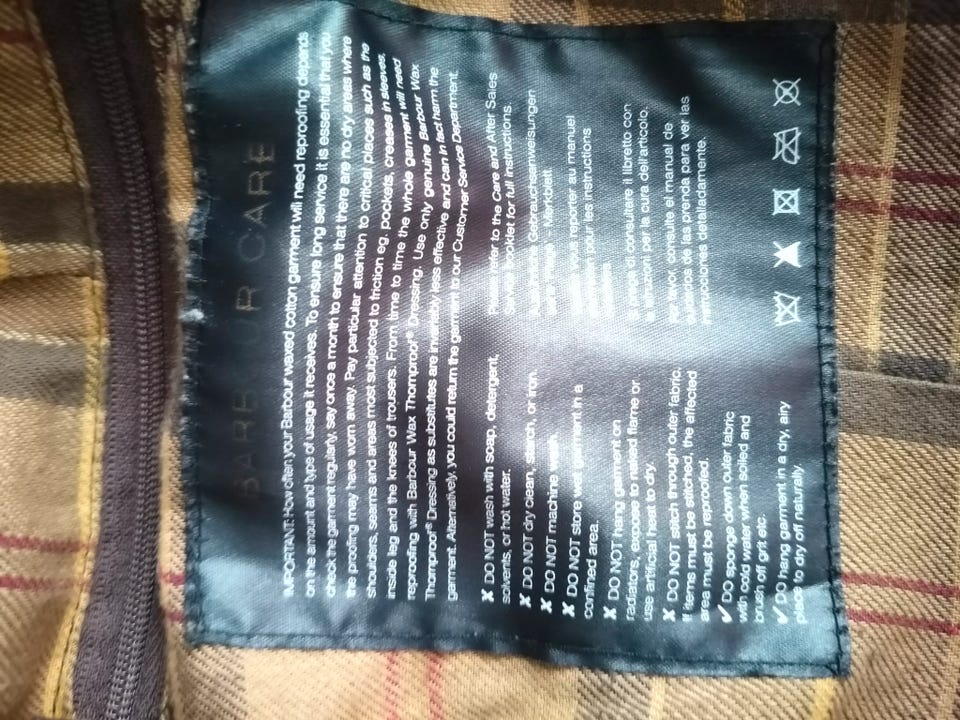 BARBOUR CARE
IMPORTANT: How often your Barbour waxed cotton garment will need reproofing depends
on the amount and type of usage it receives. To ensure long service it is essential that you
check the garment regularly, say once a month to ensure that there are no dry areas where
the proofing may have worn away. Pay particular attention to critical places such as the
shoulders, seams and areas most subjected to friction eg. pockets, creases in sleeves,
inside leg and the knees of trousers. From time to time the whole garment will need
reproofing with Barbour Wax Thornproof® Dressing. Use only genuine Barbour Wax
Thornproof® Dressing as substitutes are invariably less effective and can in fact harm the
garment. Alternatively, you could return the garment to our Customer Service Department.
✘ DO NOT wash with soap, detergent,
solvents, or hot water.
✘ DO NOT dry clean, starch, or iron.
✘ DO NOT machine wash.
✘ DO NOT store wet garment in a
confined area.
✘ DO NOT hang garment on
radiators, expose to naked flame or
use artificial heat to dry.
✘ DO NOT stitch through outer fabric.
If items must be stitched, the affected
area must be reproofed.
✔ DO sponge down outer fabric
with cold water when soiled and
brush off grit etc.
✔ DO hang garment in a dry, airy
place to dry off naturally.
Please refer to the Care and After Sales
Service booklet for full instructions.
Gebrauchsanweisungen
Merkblatt.
vous reporter au manuel
pour les instructions
Si prega di consultare il libretto con
le istruzioni per la cura dell'articolo.
Por favor, consulte el manual de
cuidados de las prenda para ver las
instrucciones detalladamente.